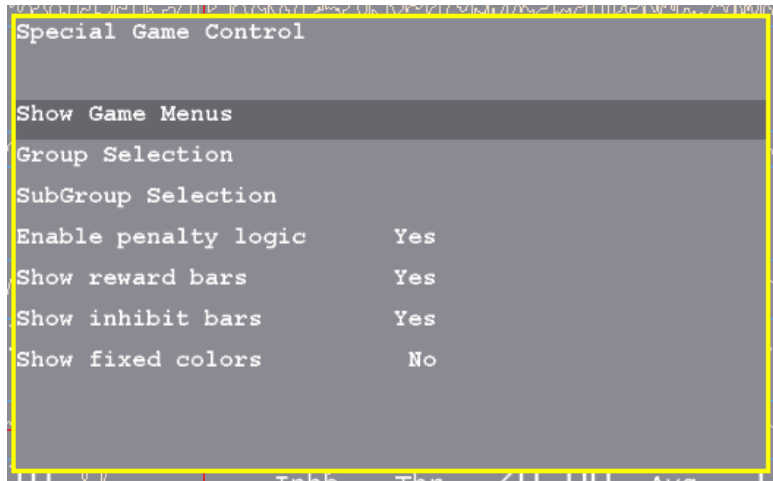 Special Game Control
Show Game Menus
Group Selection
SubGroup Selection
Enable penalty logic Yes
Show reward bars Yes
Show inhibit bars Yes
Show fixed colors No